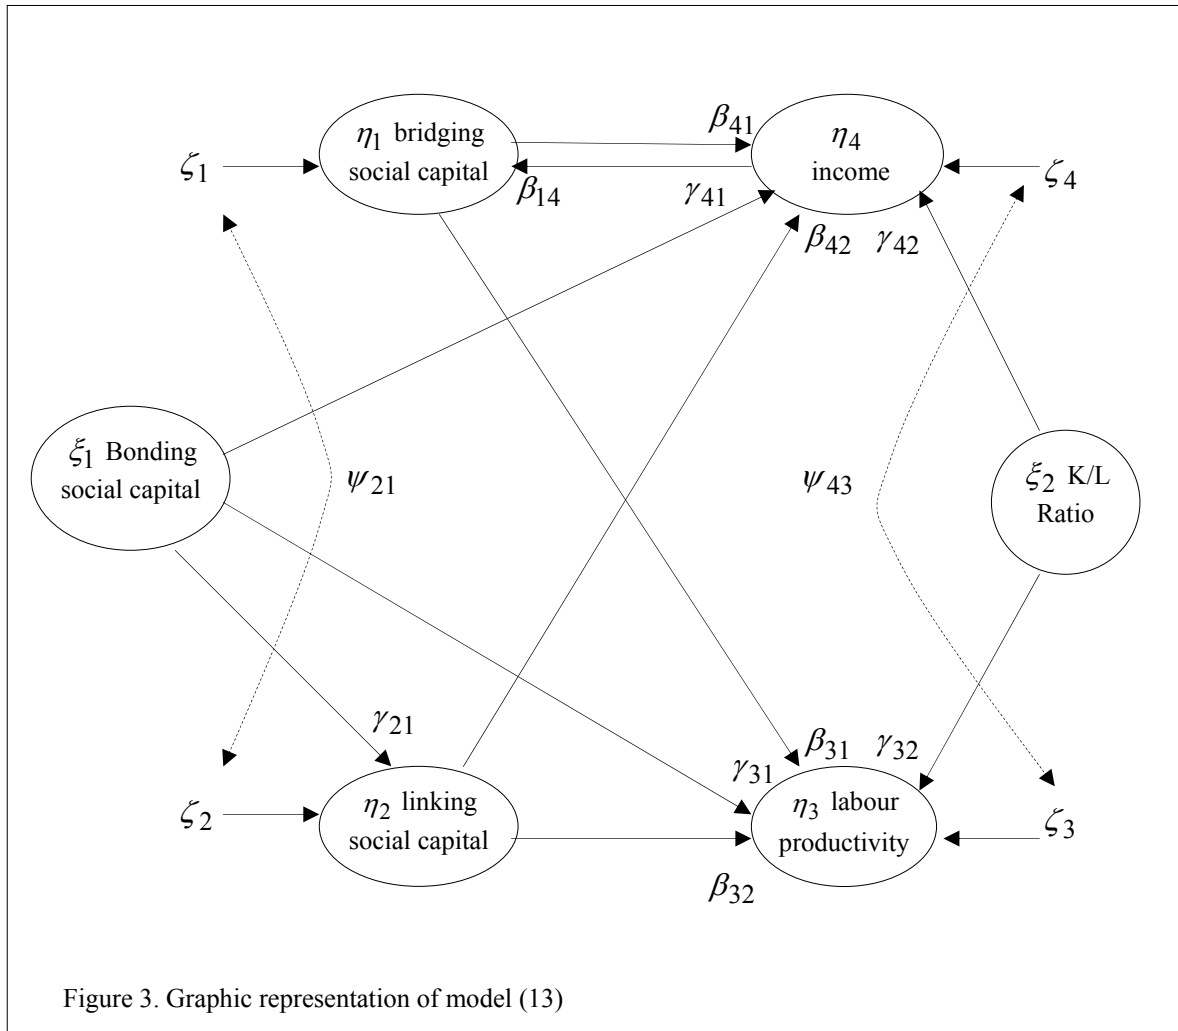 β41
η1 bridging
social capital
η4
income
ζ1
ζ4
β14
γ41
β42
γ42
ξ1 Bonding
social capital
ψ21
ψ43
ξ2 K/L
Ratio
γ21
β31
γ32
γ31
η2 linking
social capital
η3 labour
productivity
ζ2
ζ3
β32
Figure 3. Graphic representation of model (13)